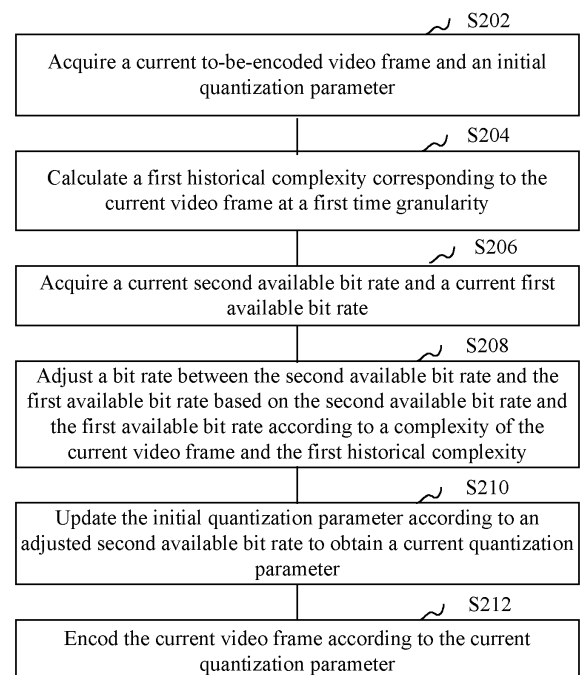 S202
Acquire a current to-be-encoded video frame and an initial
quantization parameter
S204
Calculate a first historical complexity corresponding to the
current video frame at a first time granularity
S206
Acquire a current second available bit rate and a current first
available bit rate
S208
Adjust a bit rate between the second available bit rate and the
first available bit rate based on the second available bit rate and
the first available bit rate according to a complexity of the
current video frame and the first historical complexity
S210
Update the initial quantization parameter according to an
adjusted second available bit rate to obtain a current quantization
parameter
S212
Encod the current video frame according to the current
quantization parameter